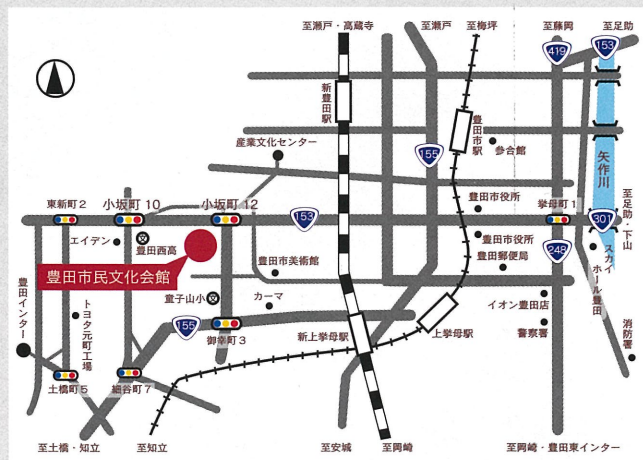 至瀬戸・高蔵寺
至瀬戸
至梅坪
至藤岡
至足助
419
153
新豊田駅
豊田市駅
産業文化センター
155
参合館
矢作川
東新町2
小坂町10
小坂町12
153
豊田市役所
挙母町1
301
至足助・下山
エイデン
文
豊田西高
豊田市役所
豊田郵便局
248
スカイホール豊田
豊田市民文化会館
豊田市美術館
童子山小
文
カーマ
イオン豊田店
豊田インター
トヨタ元町工場
155
御幸町3
新上挙母駅
上挙母駅
警察署
消防署
土橋町5
細谷町7
至土橋・知立
至知立
至安城
至岡崎
至岡崎・豊田東インター